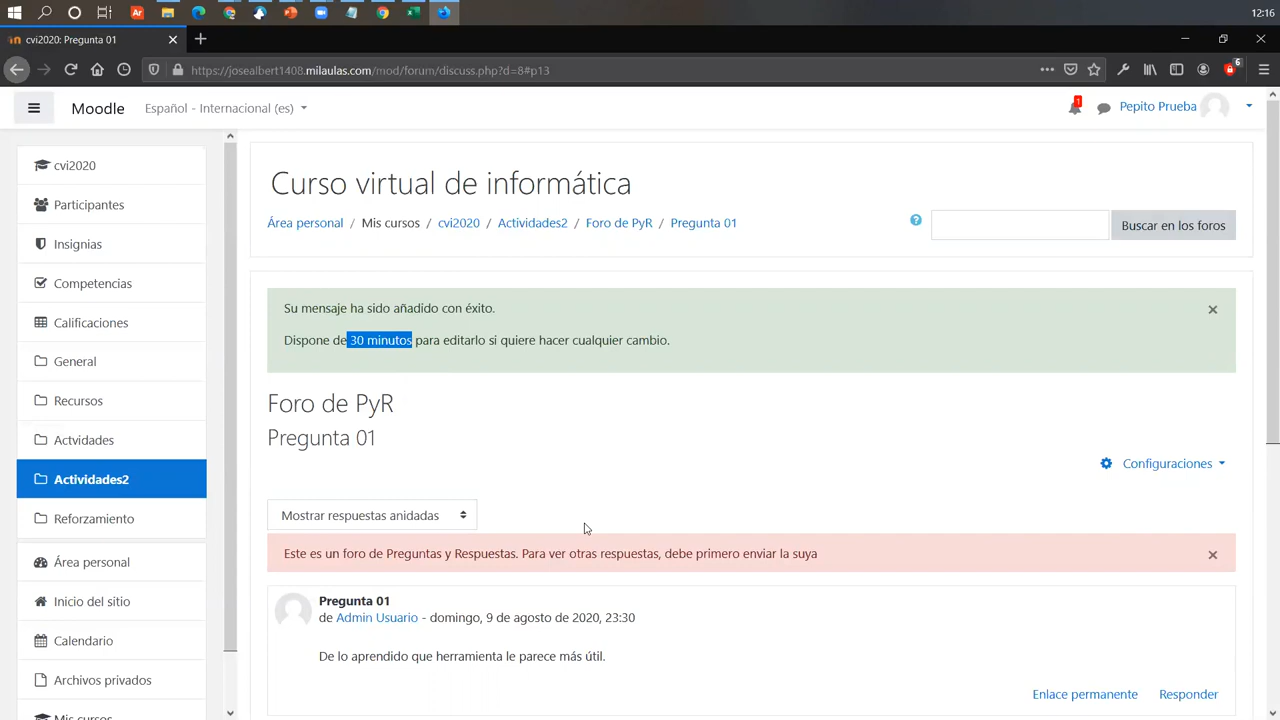 12:16
cvi2020: Pregunta 01
https://josealbert1408.milaulas.com/mod/forum/discuss.php?d=8#p13
6
Moodle
Español - Internacional (es)
1
Pepito Prueba
cvi2020
Participantes
Insignias
Competencias
Calificaciones
General
Recursos
Actvidades
Actividades2
Reforzamiento
Área personal
Inicio del sitio
Calendario
Archivos privados
Mis cursos
Curso virtual de informática
Área personal / Mis cursos / cvi2020 / Actividades2 / Foro de PyR / Pregunta 01
Buscar en los foros
Su mensaje ha sido añadido con éxito.
Dispone de 30 minutos para editarlo si quiere hacer cualquier cambio.
Foro de PyR
Pregunta 01
Configuraciones
Mostrar respuestas anidadas
Este es un foro de Preguntas y Respuestas. Para ver otras respuestas, debe primero enviar la suya
Pregunta 01
de Admin Usuario - domingo, 9 de agosto de 2020, 23:30
De lo aprendido que herramienta le parece más útil.
Enlace permanente Responder